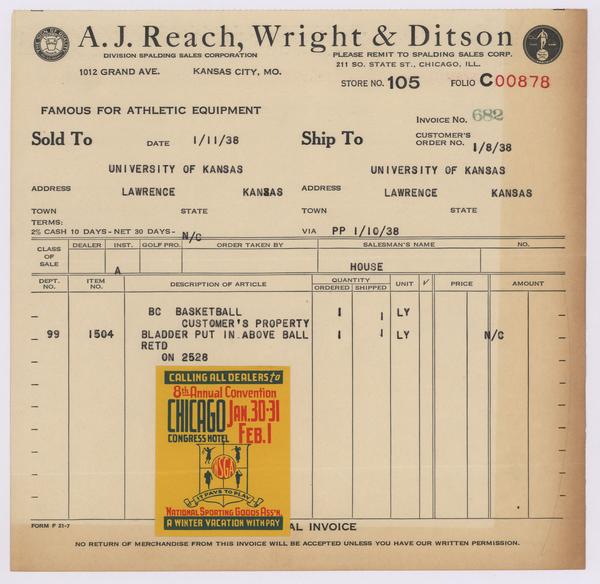 A.J. Reach, Wright & Ditson
DIVISION SPALDING SALES CORPORATION
PLEASE REMIT TO SPALDING SALES CORP.
1012 GRAND AVE. KANSAS CITY, MO.
211 SO. STATE ST., CHICAGO, ILL.
STORE NO. 105 FOLIO C00878
FAMOUS FOR ATHLETIC EQUIPMENT
INVOICE NO. 682
Sold To DATE 1/11/38 Ship To CUSTOMER'S ORDER NO. 1/8/38
UNIVERSITY OF KANSAS UNIVERSITY OF KANSAS
ADDRESS LAWRENCE KANSAS ADDRESS LAWRENCE KANSAS
TOWN STATE TOWN STATE
TERMS:
2% CASH 10 DAYS-NET 30 DAYS- N/C VIA PP 1/10/38
CLASS OF SALE DEALER INST. GOLF PRO. ORDER TAKEN BY SALESMAN'S NAME NO.
A HOUSE
DEPT. NO. ITEM NO. DESCRIPTION OF ARTICLE QUANTITY ORDERED SHIPPED UNIT √ PRICE AMOUNT
BC BASKETBALL 1 1 LY
CUSTOMER'S PROPERTY
99 1504 BLADDER PUT IN ABOVE BALL 1 1 LY N/C
RETD
ON 2528
CALLING ALL DEALERS to
8th Annual Convention
CHICAGO JAN. 30-31
CONGRESS HOTEL FEB. 1
NSGA
IT PAYS TO PLAY
NATIONAL SPORTING GOODS ASS'N.
A WINTER VACATION WITH PAY
FORM F 21-7 AL INVOICE
NO RETURN OF MERCHANDISE FROM THIS INVOICE WILL BE ACCEPTED UNLESS YOU HAVE OUR WRITTEN PERMISSION.